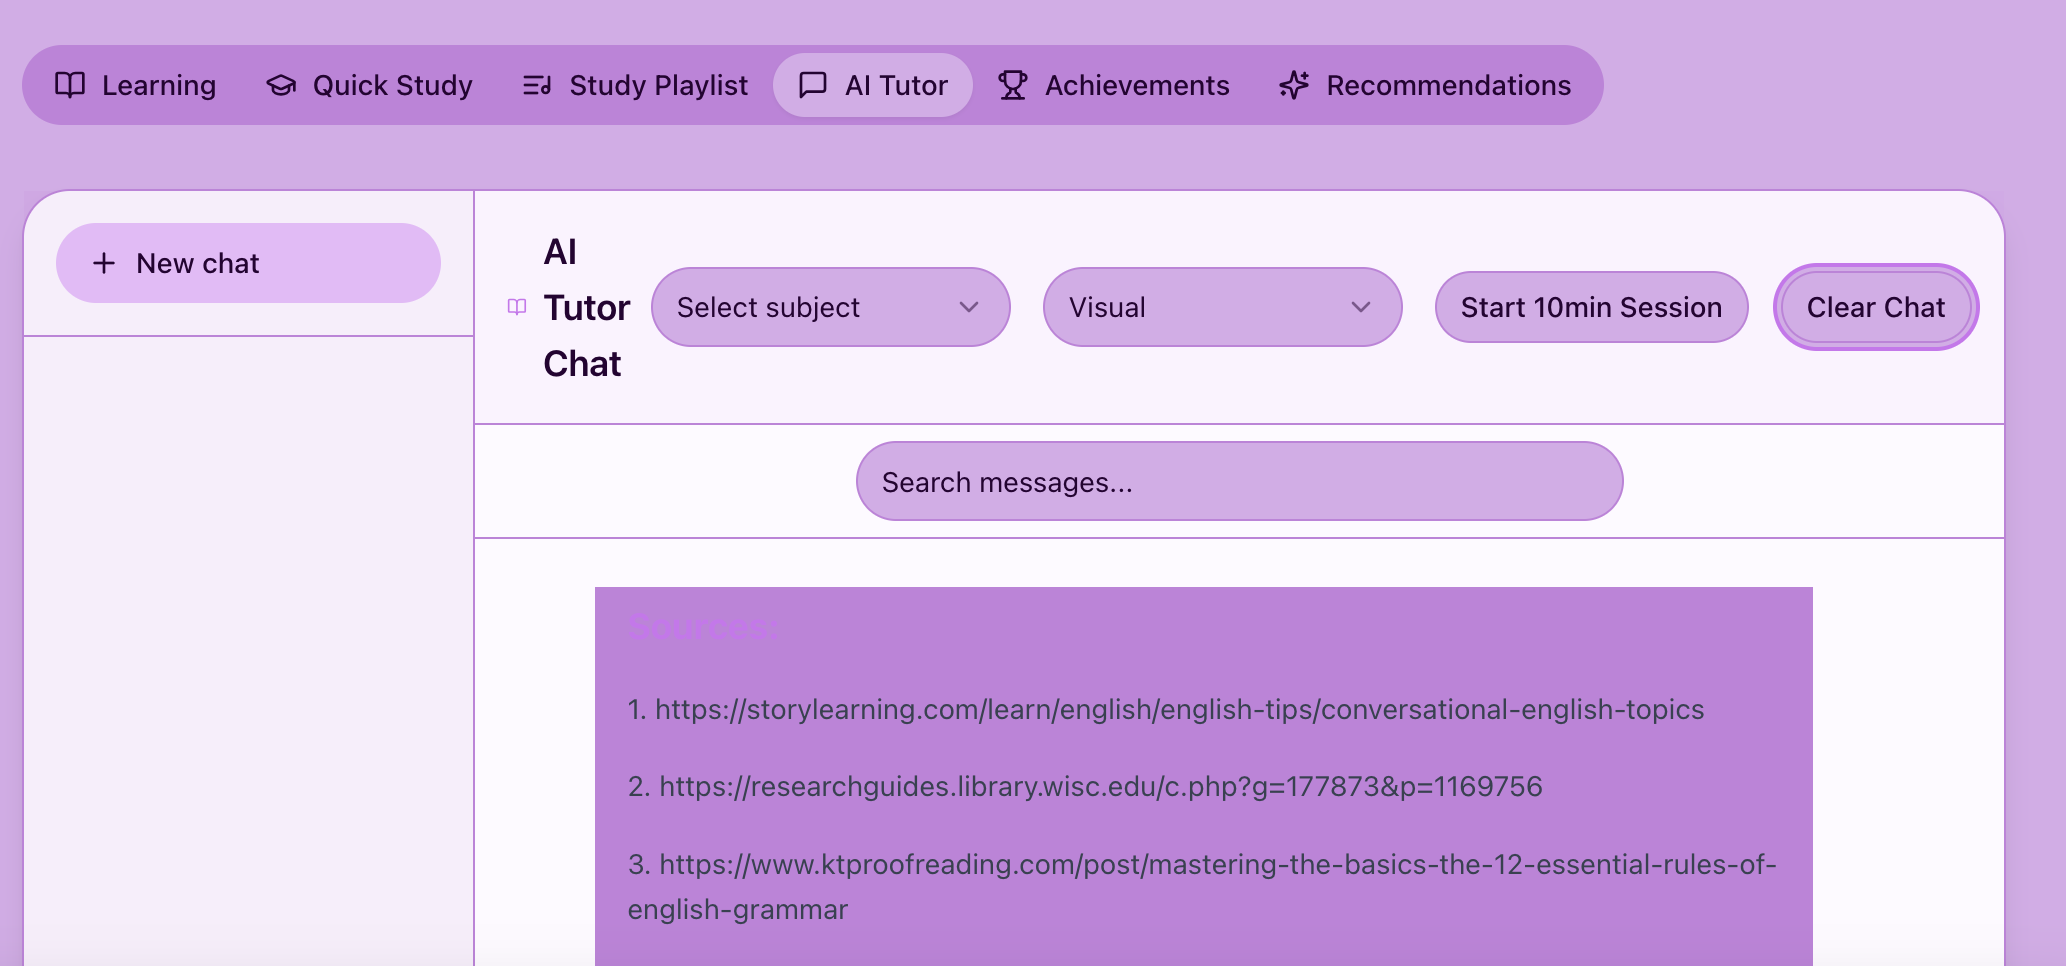 Learning
Quick Study
Study Playlist
AI Tutor
Achievements
Recommendations
New chat
AI
Tutor
Chat
Select subject
Visual
Start 10min Session
Clear Chat
Search messages...
Sources:
1. https://storylearning.com/learn/english/english-tips/conversational-english-topics
2. https://researchguides.library.wisc.edu/c.php?g=177873&p=1169756
3. https://www.ktproofreading.com/post/mastering-the-basics-the-12-essential-rules-of-
english-grammar